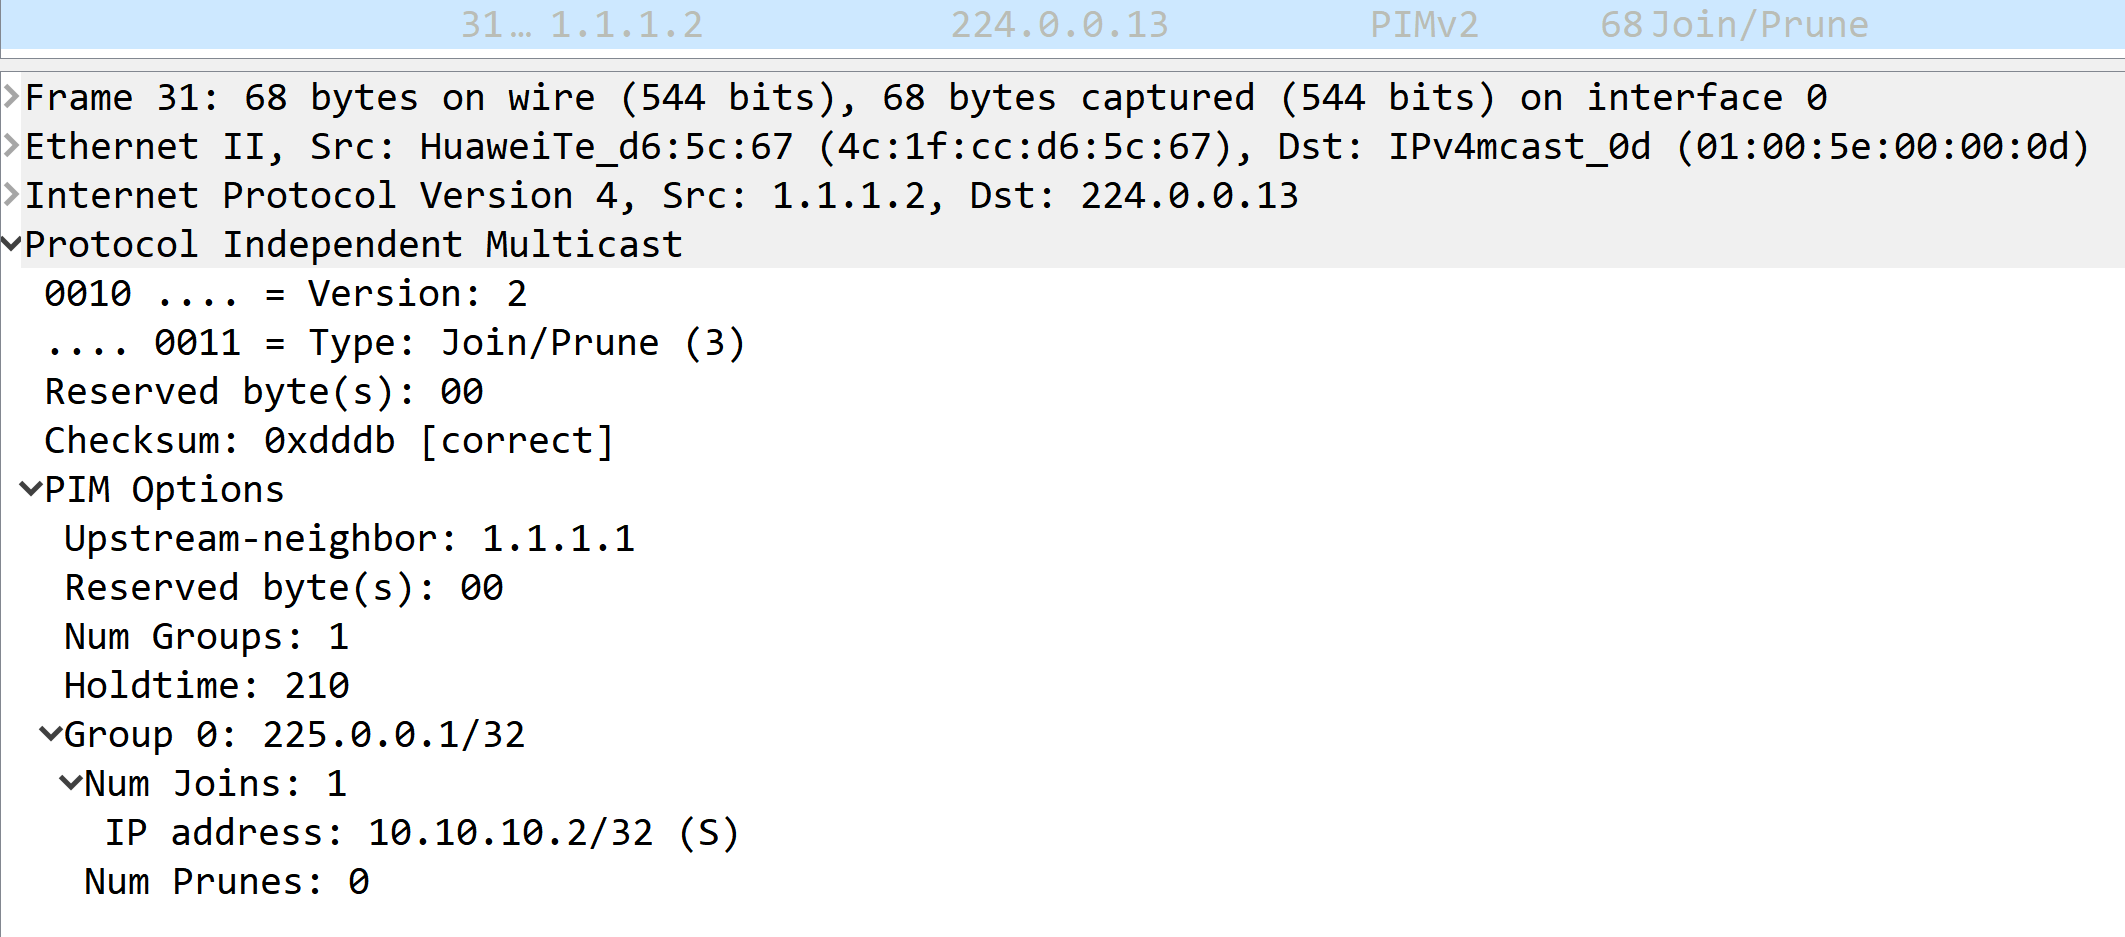 31… 1.1.1.2 224.0.0.13 PIMv2 68 Join/Prune
Frame 31: 68 bytes on wire (544 bits), 68 bytes captured (544 bits) on interface 0
Ethernet II, Src: HuaweiTe_d6:5c:67 (4c:1f:cc:d6:5c:67), Dst: IPv4mcast_0d (01:00:5e:00:00:0d)
Internet Protocol Version 4, Src: 1.1.1.2, Dst: 224.0.0.13
Protocol Independent Multicast
0010 .... = Version: 2
.... 0011 = Type: Join/Prune (3)
Reserved byte(s): 00
Checksum: 0xdddb [correct]
PIM Options
Upstream-neighbor: 1.1.1.1
Reserved byte(s): 00
Num Groups: 1
Holdtime: 210
Group 0: 225.0.0.1/32
Num Joins: 1
IP address: 10.10.10.2/32 (S)
Num Prunes: 0